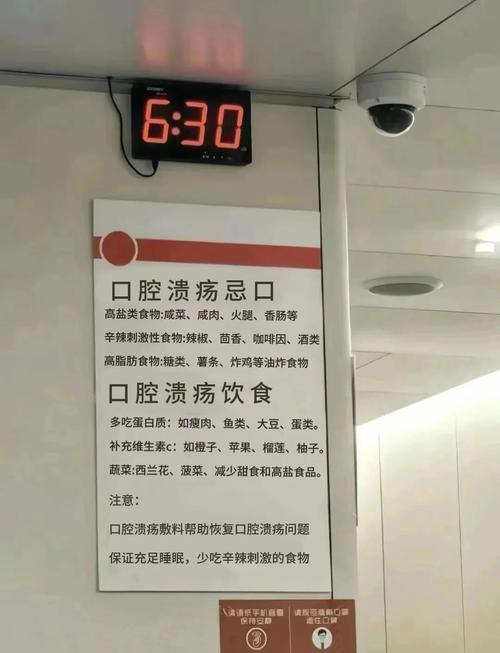 6:30
口腔溃疡忌口
高盐类食物:咸菜、咸肉、火腿、香肠等
辛辣刺激性食物:辣椒、茴香、咖啡因、酒类
高脂肪食物:糖类、薯条、炸鸡等油炸食物
口腔溃疡饮食
多吃蛋白质：如瘦肉、鱼类、大豆、蛋类。
补充维生素c：如橙子、苹果、榴莲、柚子。
蔬菜:西兰花、菠菜、减少甜食和高盐食品。
注意：
口腔溃疡敷料帮助恢复口腔溃疡问题
保证充足睡眠，少吃辛辣刺激的食物
保持安静